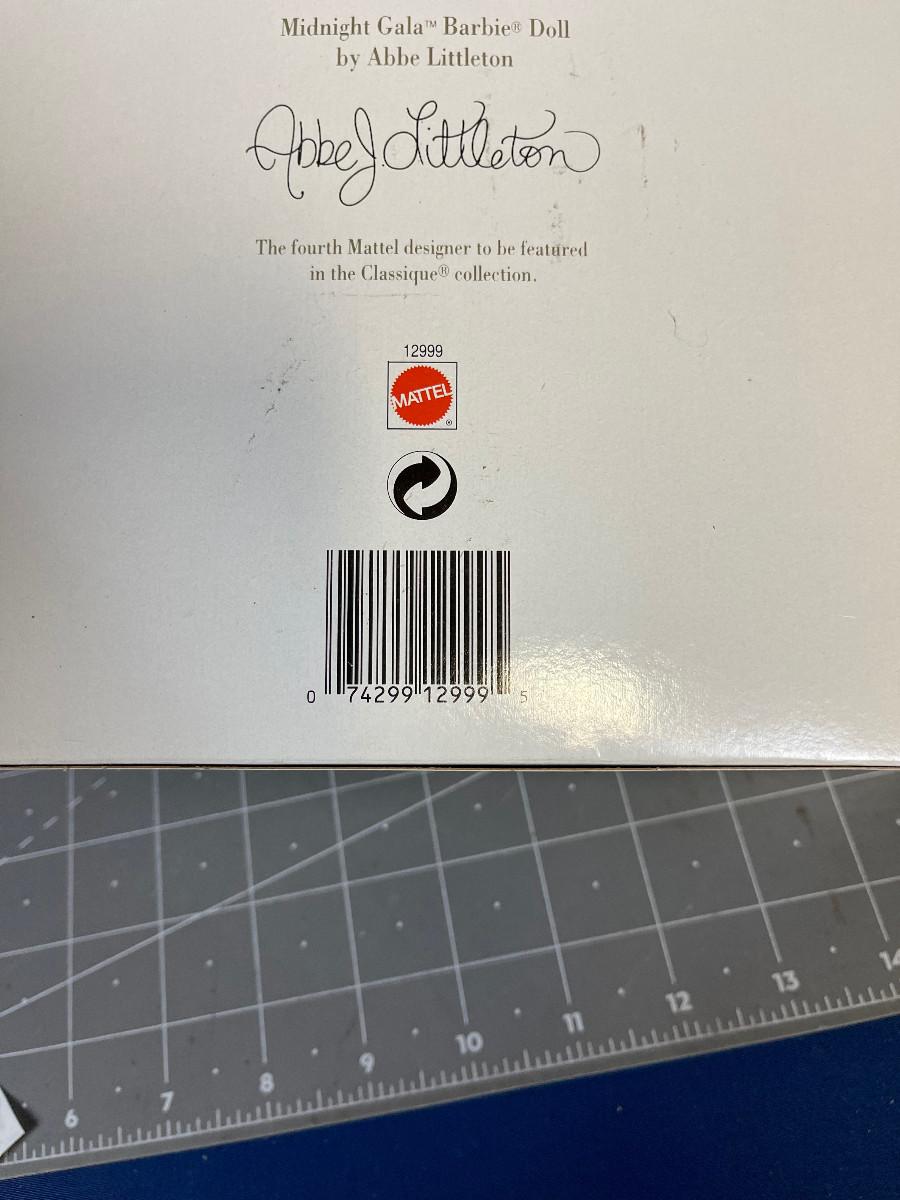 Midnight Gala™ Barbie® Doll
by Abbe Littleton
Abbe J. Littleton
The fourth Mattel designer to be featured
in the Classique® collection.
12999
MATTEL
®
0 74299 12999 5
6 7 8 9 10 11 12 13 14